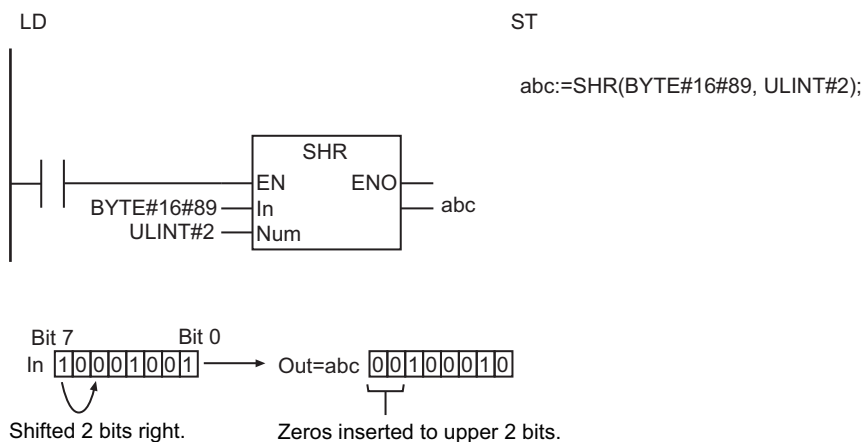 LD
ST
abc:=SHR(BYTE#16#89, ULINT#2);
SHR
EN ENO
BYTE#16#89 In abc
ULINT#2 Num
Bit 7 Bit 0
In 1 0 0 0 1 0 0 1 Out=abc 0 0 1 0 0 0 1 0
Shifted 2 bits right. Zeros inserted to upper 2 bits.